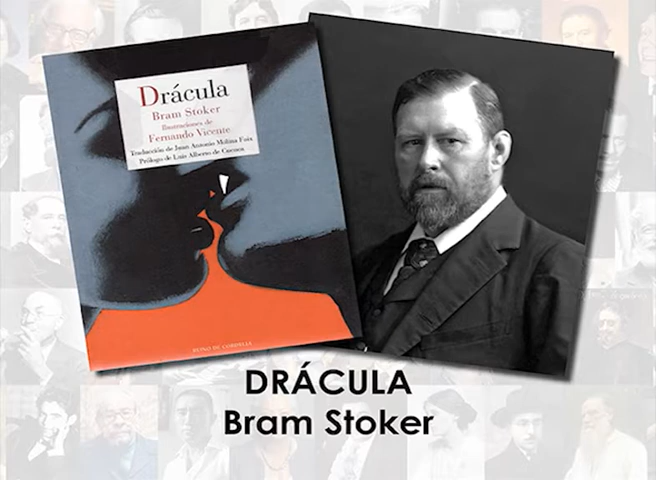 Drácula
Bram Stoker
Ilustraciones de
Fernando Vicente
Traducción de Juan Antonio Molina Foix
Prólogo de Luis Alberto de Cuenca
REINO DE CORDELIA
DRÁCULA
Bram Stoker